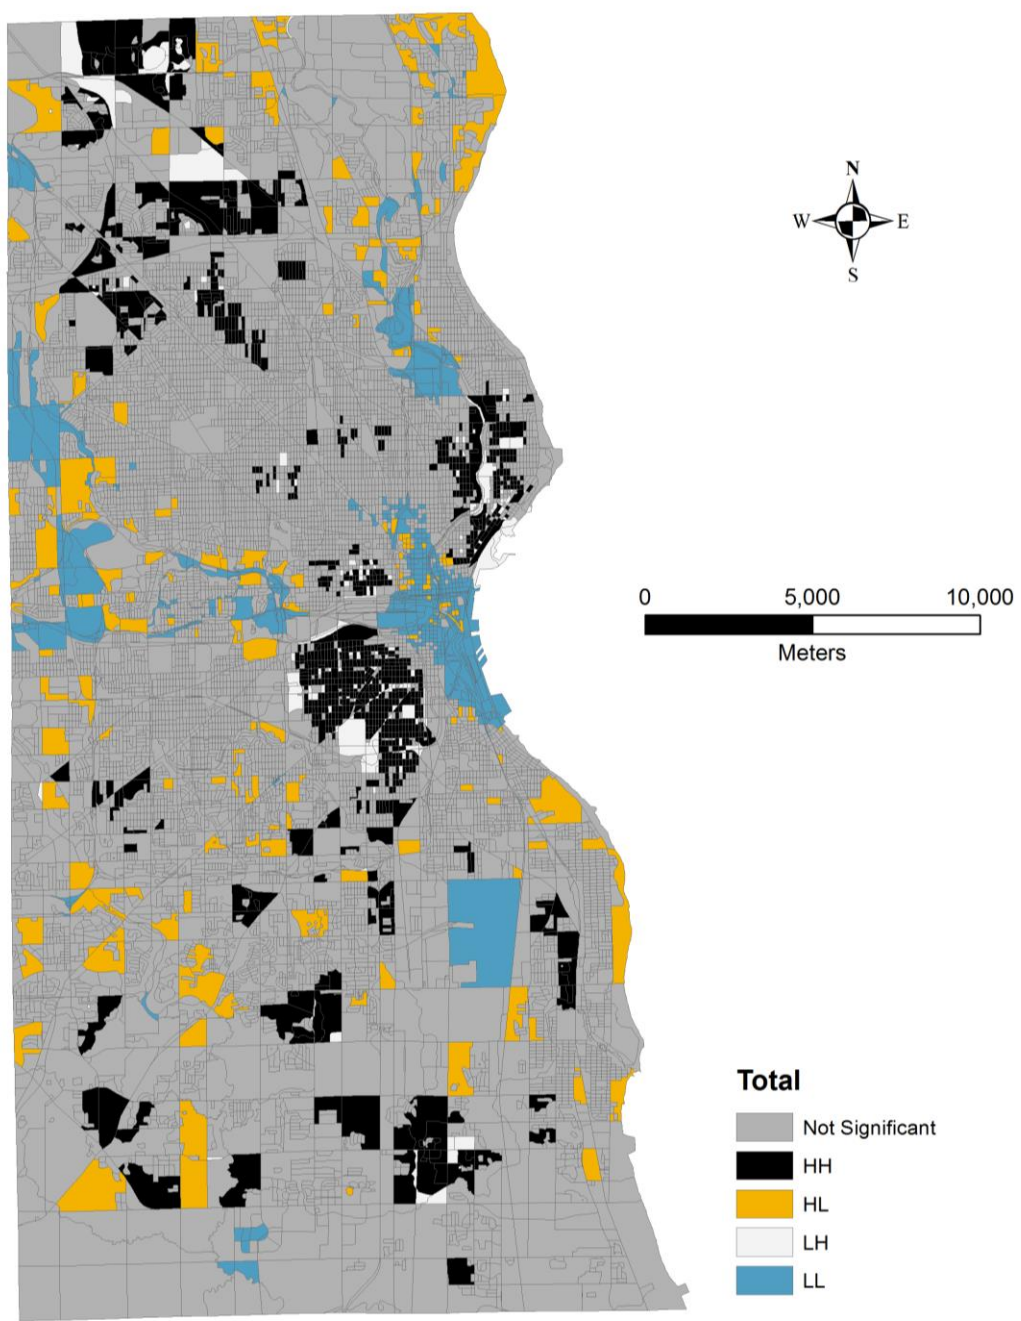 N
W E
S
0 5,000 10,000
Meters
Total
Not Significant
HH
HL
LH
LL